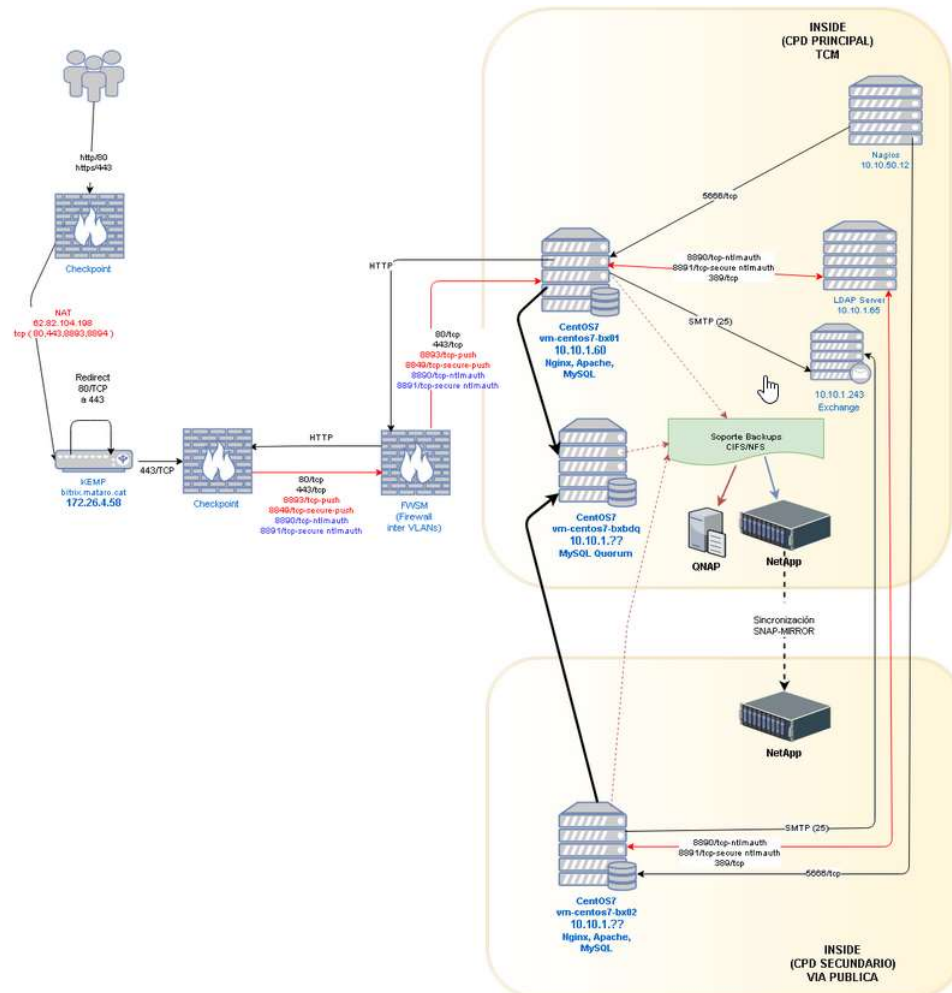 INSIDE
(CPD PRINCIPAL)
TCM
http/80
https/443
Nagios
10.10.50.12
5666/tcp
Checkpoint
HTTP
8890/tcp-ntlmauth
8891/tcp-secure ntlmauth
389/tcp
LDAP Server
10.10.1.65
NAT
62.82.104.198
tcp ( 80,443,8893,8894 )
SMTP (25)
80/tcp
443/tcp
8893/tcp-push
8849/tcp-secure-push
8890/tcp-ntlmauth
8891/tcp-secure ntlmauth
CentOS7
vm-centos7-bx01
10.10.1.60
Nginx, Apache,
MySQL
Redirect
80/TCP
a 443
10.10.1.243
Exchange
HTTP
Soporte Backups
CIFS/NFS
443/TCP
KEMP
bitrix.mataro.cat
172.26.4.58
Checkpoint
80/tcp
443/tcp
8893/tcp-push
8849/tcp-secure-push
8890/tcp-ntlmauth
8891/tcp-secure ntlmauth
FWSM
(Firewall
inter VLANs)
CentOS7
vm-centos7-bxbdq
10.10.1.??
MySQL Quorum
QNAP
NetApp
Sincronización
SNAP-MIRROR
NetApp
SMTP (25)
8890/tcp-ntlmauth
8891/tcp-secure ntlmauth
389/tcp
5666/tcp
CentOS7
vm-centos7-bx02
10.10.1.??
Nginx, Apache,
MySQL
INSIDE
(CPD SECUNDARIO)
VIA PUBLICA